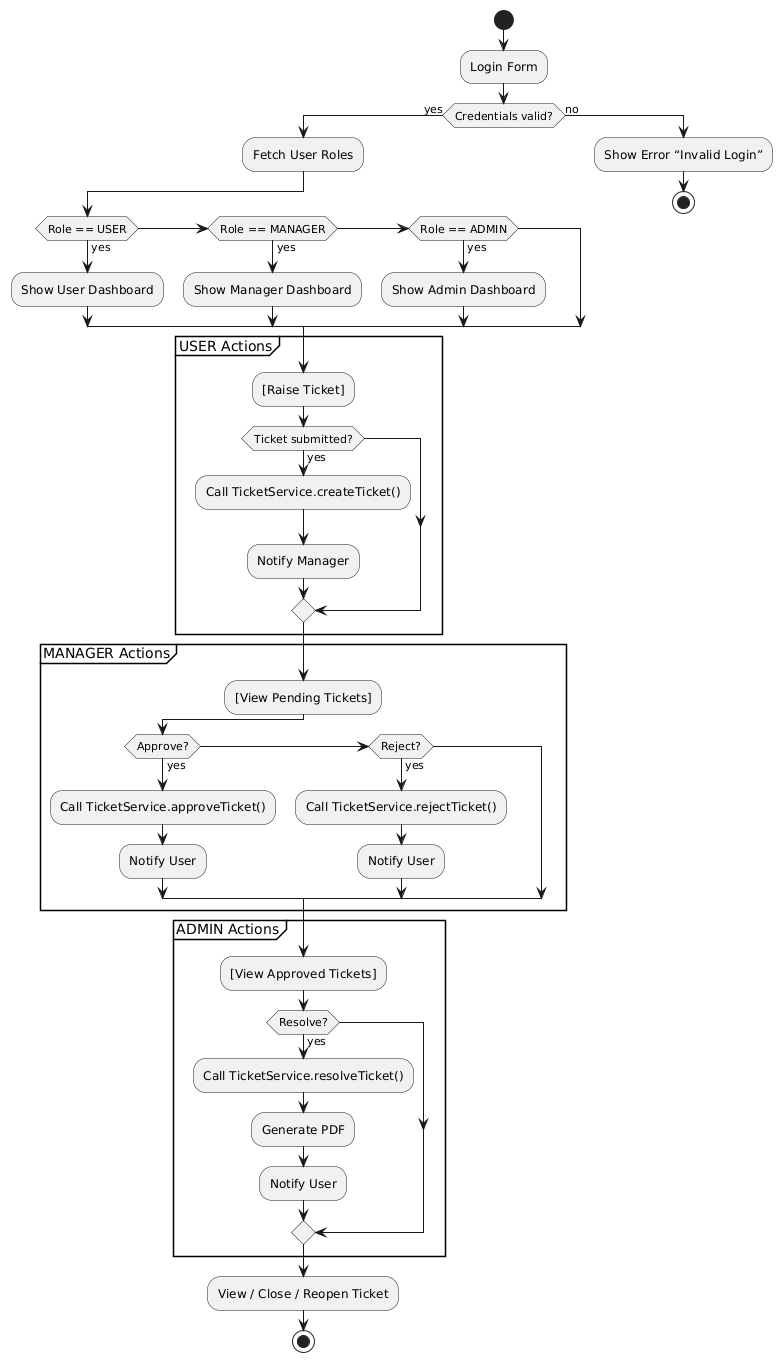 Login Form
yes
Credentials valid?
no
Fetch User Roles
Show Error “Invalid Login”
Role == USER
Role == MANAGER
Role == ADMIN
yes
yes
yes
Show User Dashboard
Show Manager Dashboard
Show Admin Dashboard
USER Actions
[Raise Ticket]
Ticket submitted?
yes
Call TicketService.createTicket()
Notify Manager
MANAGER Actions
[View Pending Tickets]
Approve?
Reject?
yes
yes
Call TicketService.approveTicket()
Call TicketService.rejectTicket()
Notify User
Notify User
ADMIN Actions
[View Approved Tickets]
Resolve?
yes
Call TicketService.resolveTicket()
Generate PDF
Notify User
View / Close / Reopen Ticket